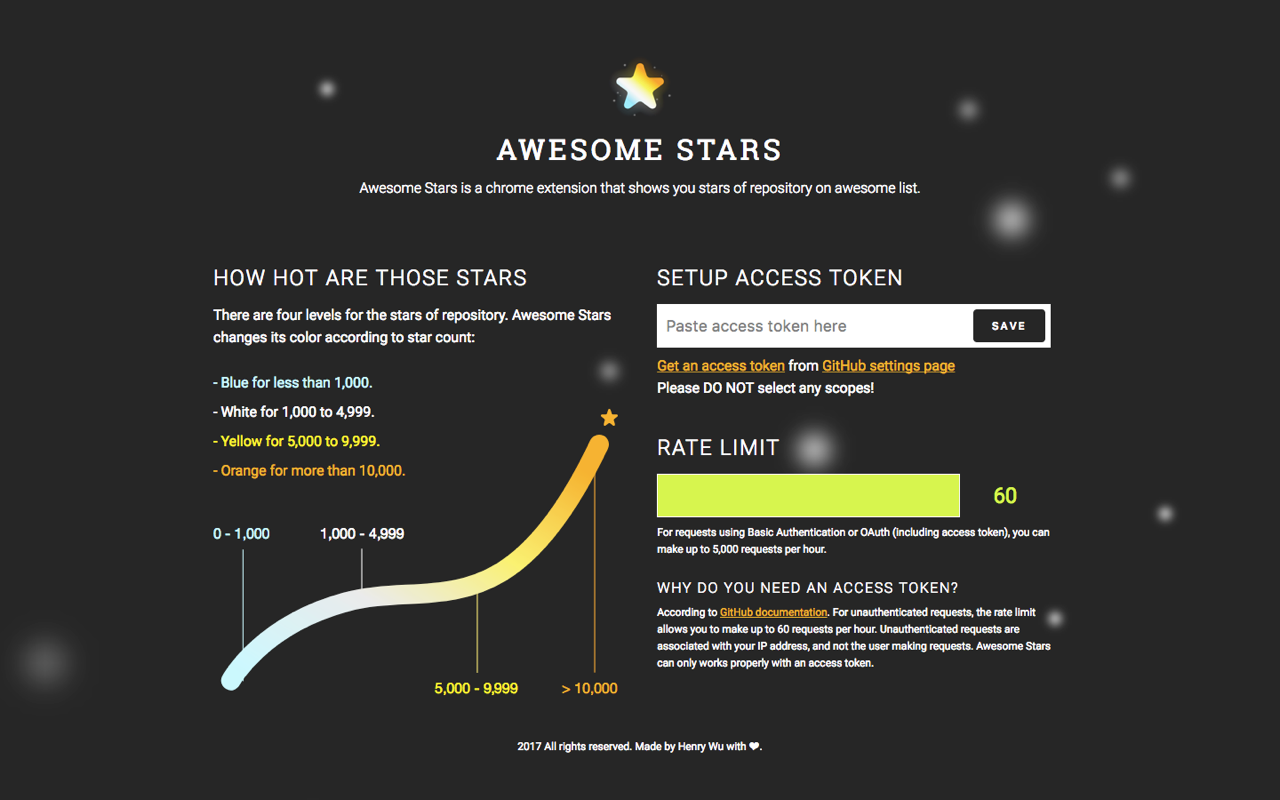 AWESOME STARS
Awesome Stars is a chrome extension that shows you stars of repository on awesome list.
HOW HOT ARE THOSE STARS
There are four levels for the stars of repository. Awesome Stars
changes its color according to star count:
- Blue for less than 1,000.
- White for 1,000 to 4,999.
- Yellow for 5,000 to 9,999.
- Orange for more than 10,000.
0 - 1,000
1,000 - 4,999
5,000 - 9,999
> 10,000
SETUP ACCESS TOKEN
Paste access token here
SAVE
Get an access token from GitHub settings page
Please DO NOT select any scopes!
RATE LIMIT
60
For requests using Basic Authentication or OAuth (including access token), you can
make up to 5,000 requests per hour.
WHY DO YOU NEED AN ACCESS TOKEN?
According to GitHub documentation. For unauthenticated requests, the rate limit
allows you to make up to 60 requests per hour. Unauthenticated requests are
associated with your IP address, and not the user making requests. Awesome Stars
can only works properly with an access token.
2017 All rights reserved. Made by Henry Wu with ❤.